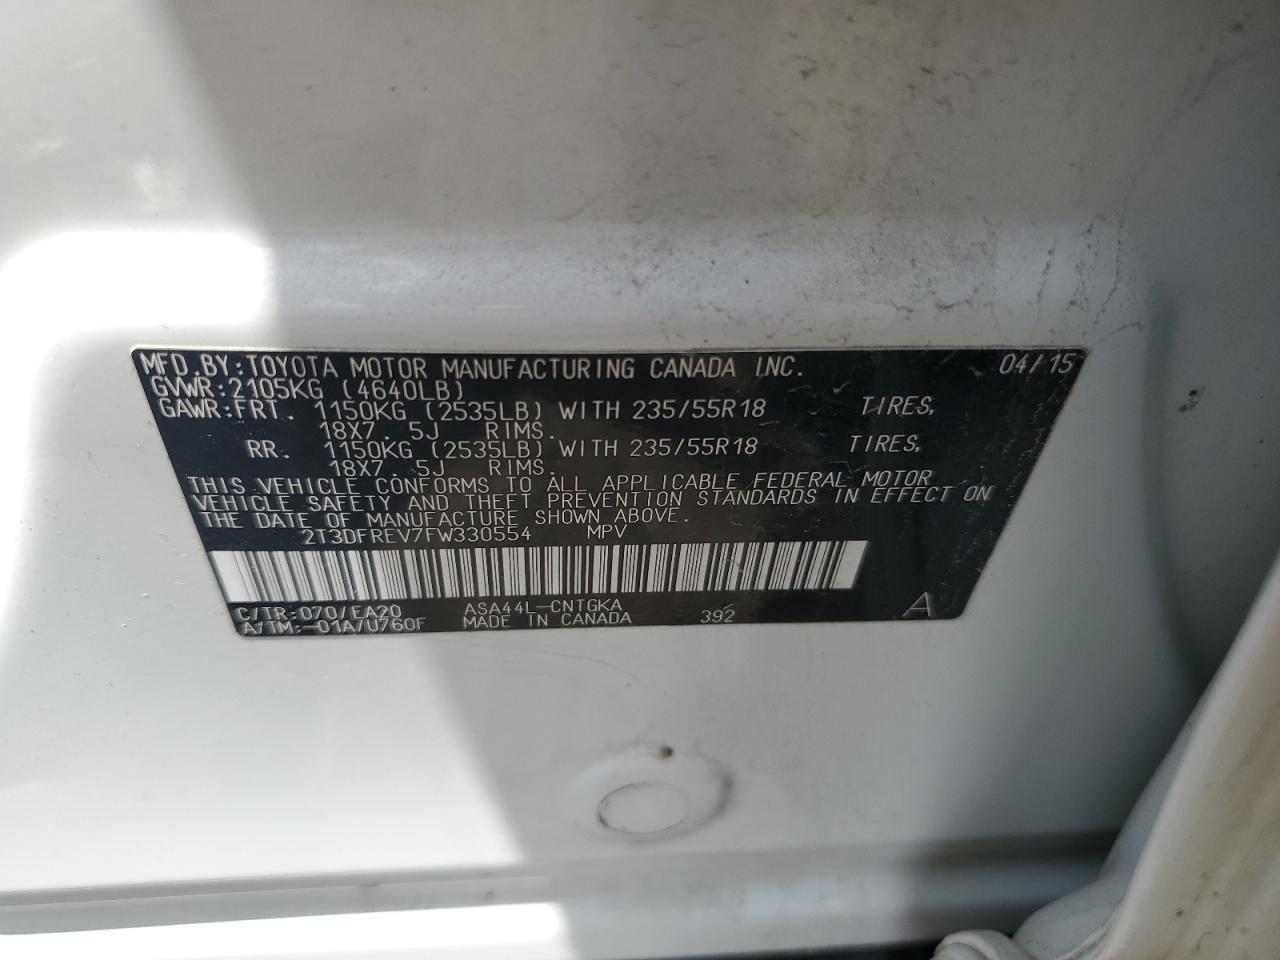 MFD.BY:TOYOTA MOTOR MANUFACTURING CANADA INC. 04/15
GVWR:2105KG (4640LB)
GAWR:FRT. 1150KG (2535LB) WITH 235/55R18 TIRES,
18X7.5J RIMS.
RR. 1150KG (2535LB) WITH 235/55R18 TIRES,
18X7.5J RIMS.
THIS VEHICLE CONFORMS TO ALL APPLICABLE FEDERAL MOTOR
VEHICLE SAFETY AND THEFT PREVENTION STANDARDS IN EFFECT ON
THE DATE OF MANUFACTURE SHOWN ABOVE.
2T3DFREV7FW330554 MPV
C/TR:070/EA20 ASA44L-CNTGKA A
A/TM:-01A/U760F MADE IN CANADA 392